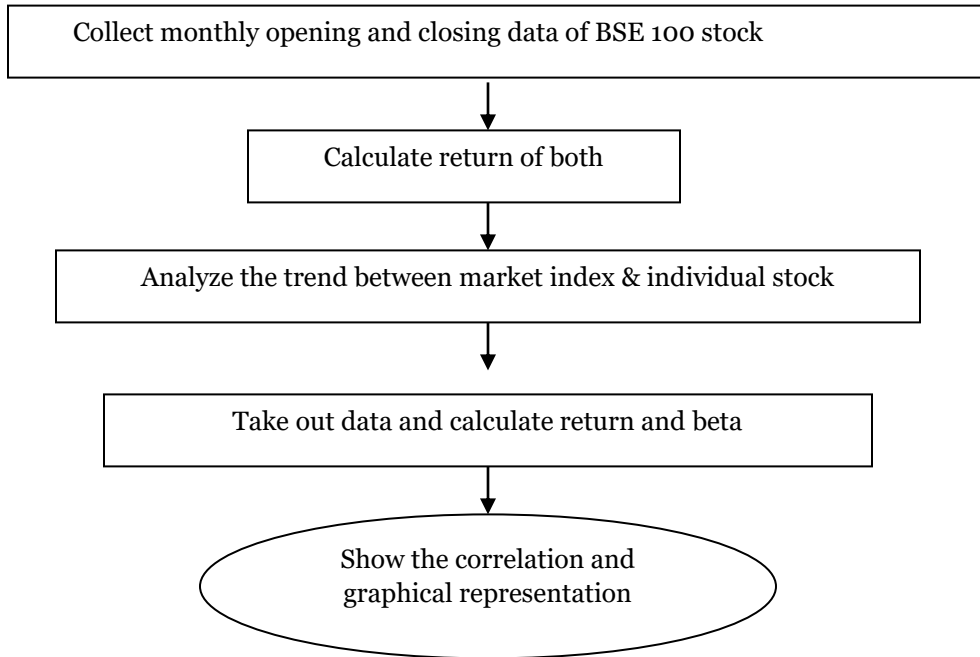 Collect monthly opening and closing data of BSE 100 stock
Calculate return of both
Analyze the trend between market index & individual stock
Take out data and calculate return and beta
Show the correlation and
graphical representation